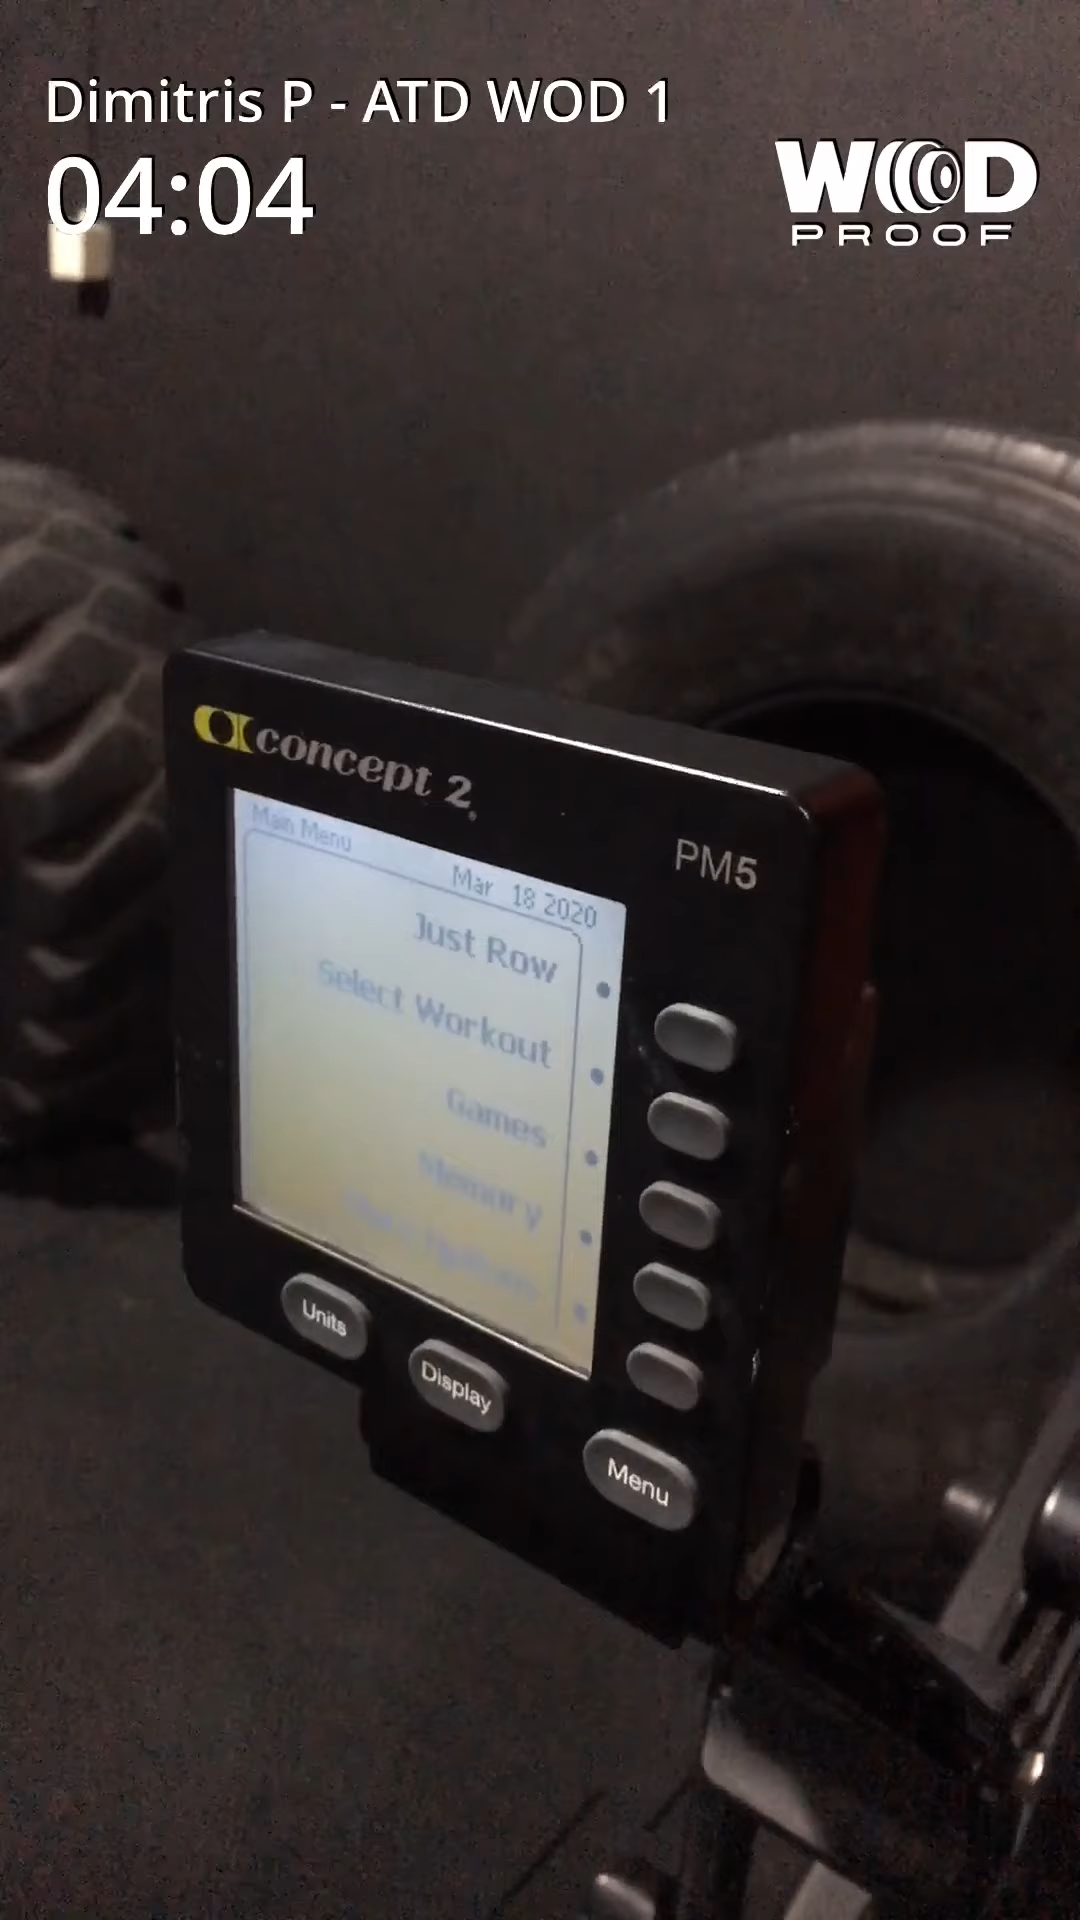 Dimitris P - ATD WOD 1
04:04
WOD
PROOF
concept 2
PM5
Main Menu
Mar 18 2020
Just Row
Select Workout
Games
Memory
Units
Display
Menu